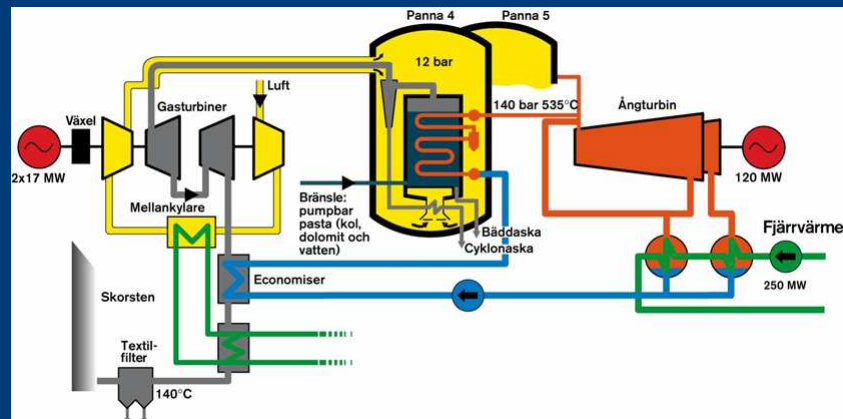 Panna 4
Panna 5
12 bar
Luft
Gasturbiner
Växel
140 bar 535°C
Ångturbin
2x17 MW
120 MW
Mellankylare
Bränsle:
pumpbar
pasta (kol,
dolomit och
vatten)
Bäddaska
Cyklonaska
Fjärrvärme
250 MW
Economiser
Skorsten
Textil-
filter
140°C